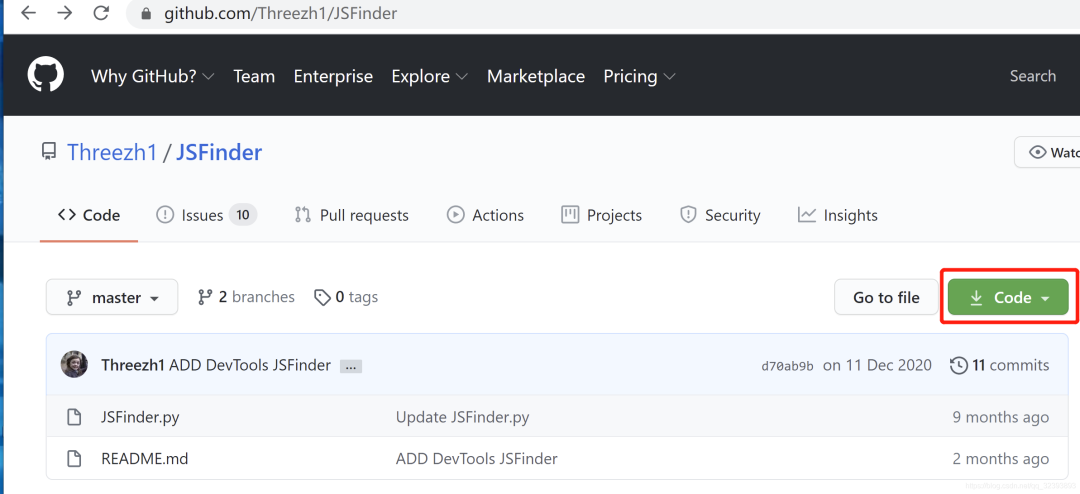 github.com/Threezh1/JSFinder
Why GitHub? Team Enterprise Explore Marketplace Pricing Search
Threezh1 / JSFinder
Code Issues 10 Pull requests Actions Projects Security Insights
master 2 branches 0 tags Go to file Code
Threezh1 ADD DevTools JSFinder ... d70ab9b on 11 Dec 2020 11 commits
JSFinder.py Update JSFinder.py 9 months ago
README.md ADD DevTools JSFinder 2 months ago